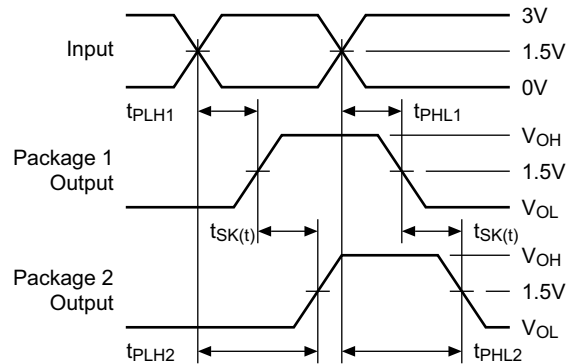 3V
Input
1.5V
0V
tPLH1
tPHL1
VOH
Package 1
Output
1.5V
VOL
tSK(t)
tSK(t)
VOH
Package 2
Output
1.5V
VOL
tPLH2
tPHL2